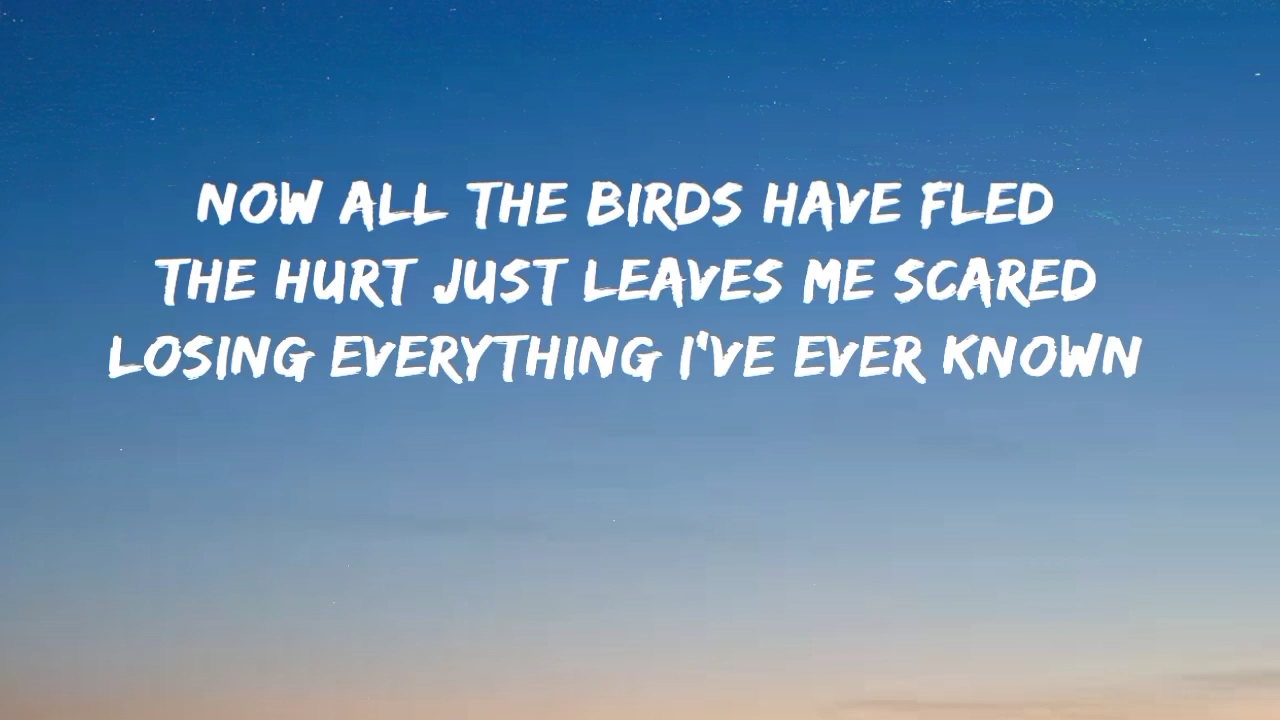 NOW ALL THE BIRDS HAVE FLED
THE HURT JUST LEAVES ME SCARED
LOSING EVERYTHING I'VE EVER KNOWN